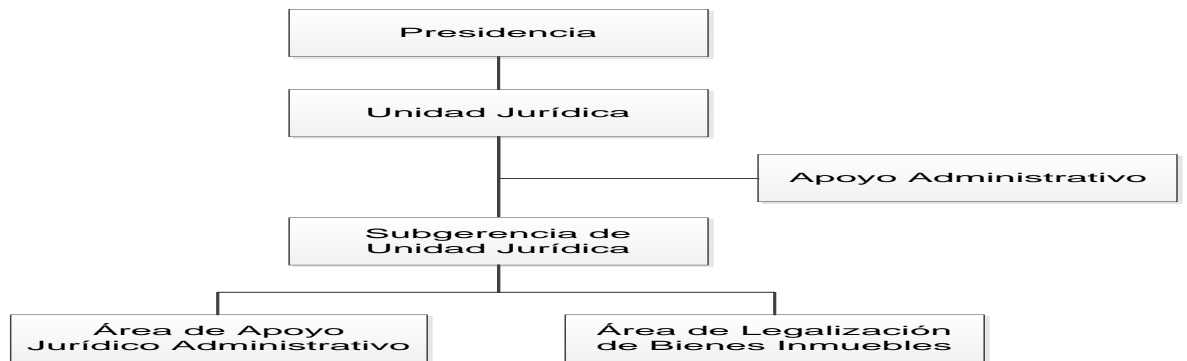 Presidencia
Unidad Jurídica
Apoyo Administrativo
Subgerencia de
Unidad Jurídica
Área de Apoyo
Jurídico Administrativo
Área de Legalización
de Bienes Inmuebles